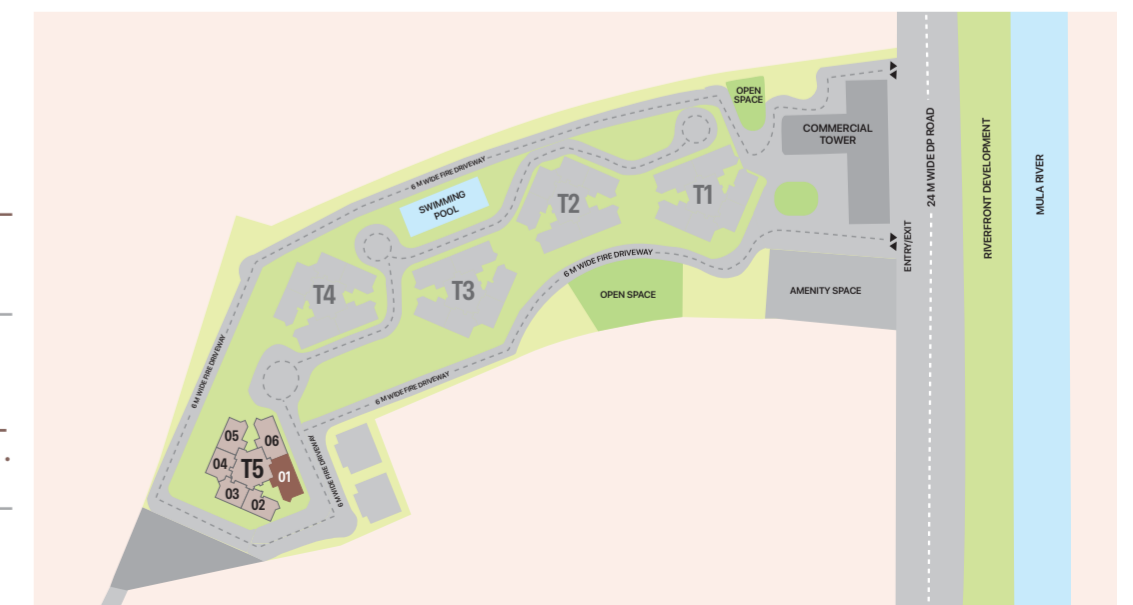 OPEN
SPACE
COMMERCIAL
TOWER
24 M WIDE DP ROAD
RIVERFRONT DEVELOPMENT
MULA RIVER
6 M WIDE FIRE DRIVEWAY
SWIMMING
POOL
T2
T1
ENTRY/EXIT
6 M WIDE FIRE DRIVEWAY
T4
T3
OPEN SPACE
AMENITY SPACE
6 M WIDE FIRE DRIVEWAY
6 M WIDE FIRE DRIVEWAY
05
06
04
T5
01
03
02
6 M WIDE FIRE DRIVEWAY